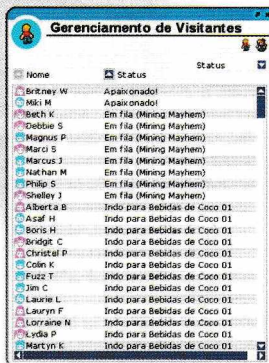 Gerenciamento de Visitantes
Status
Nome Status
Britney W Apaixonado!
Miki M Apaixonado!
Beth K Em fila (Mining Mayhem)
Debbie S Em fila (Mining Mayhem)
Magnus P Em fila (Mining Mayhem)
Marci S Em fila (Mining Mayhem)
Marcus J Em fila (Mining Mayhem)
Nathan M Em fila (Mining Mayhem)
Philip S Em fila (Mining Mayhem)
Shelley J Em fila (Mining Mayhem)
Alberta B Indo para Bebidas de Coco 01
Asaf H Indo para Bebidas de Coco 01
Boris H Indo para Bebidas de Coco 01
Bridgit C Indo para Bebidas de Coco 01
Christel P Indo para Bebidas de Coco 01
Colin K Indo para Bebidas de Coco 01
Fuzz T Indo para Bebidas de Coco 01
Jim C Indo para Bebidas de Coco 01
Laurie L Indo para Bebidas de Coco 01
Lauryn F Indo para Bebidas de Coco 01
Lorraine N Indo para Bebidas de Coco 01
Lydia P Indo para Bebidas de Coco 01
Martyn K Indo para Bebidas de Coco 01